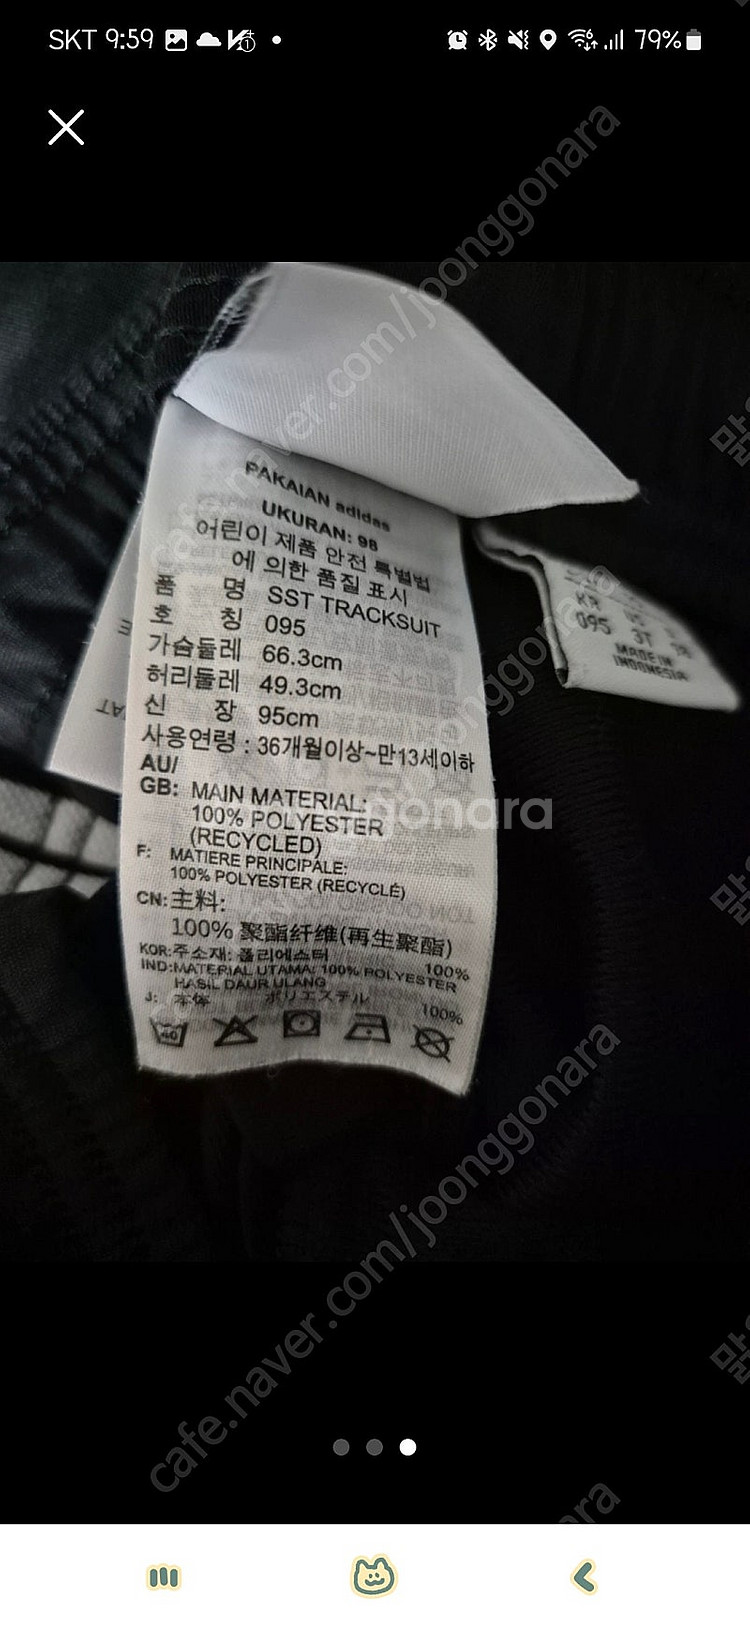 SKT 9:59
79%
PAKAIAN adidas
UKURAN: 98
어린이 제품 안전 특별법
에 의한 품질 표시
품 명 SST TRACKSUIT
호 칭 095
가슴둘레 66.3cm
허리둘레 49.3cm
신 장 95cm
사용연령 : 36개월이상~만13세이하
AU/
GB: MAIN MATERIAL:
100% POLYESTER
(RECYCLED)
F: MATIERE PRINCIPALE:
100% POLYESTER (RECYCLÉ)
CN: 主料:
100% 聚酯纤维(再生聚酯)
KOR: 주소재: 폴리에스터 100%
IND: MATERIAL UTAMA: 100% POLYESTER
HASIL DAUR ULANG
J: 本体 ポリエステル 100%
40
KR
095 3T
MADE IN
INDONESIA
cafe.naver.com/joonggonara
joonggonara
cafe.naver.com/joonggonara